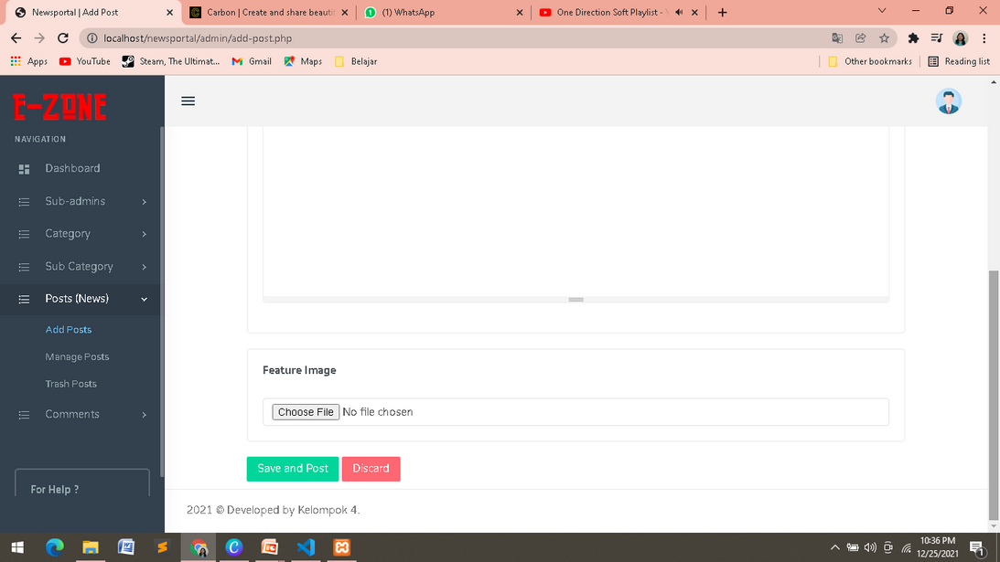 Newsportal | Add Post
Carbon | Create and share beautif
(1) WhatsApp
One Direction Soft Playlist - Y
localhost/newsportal/admin/add-post.php
Apps
YouTube
Steam, The Ultimat...
Gmail
Maps
Belajar
Other bookmarks
Reading list
E-ZONE
NAVIGATION
Dashboard
Sub-admins
Category
Sub Category
Posts (News)
Add Posts
Manage Posts
Trash Posts
Comments
For Help ?
Feature Image
Choose File No file chosen
Save and Post
Discard
2021 © Developed by Kelompok 4.
10:36 PM
12/25/2021